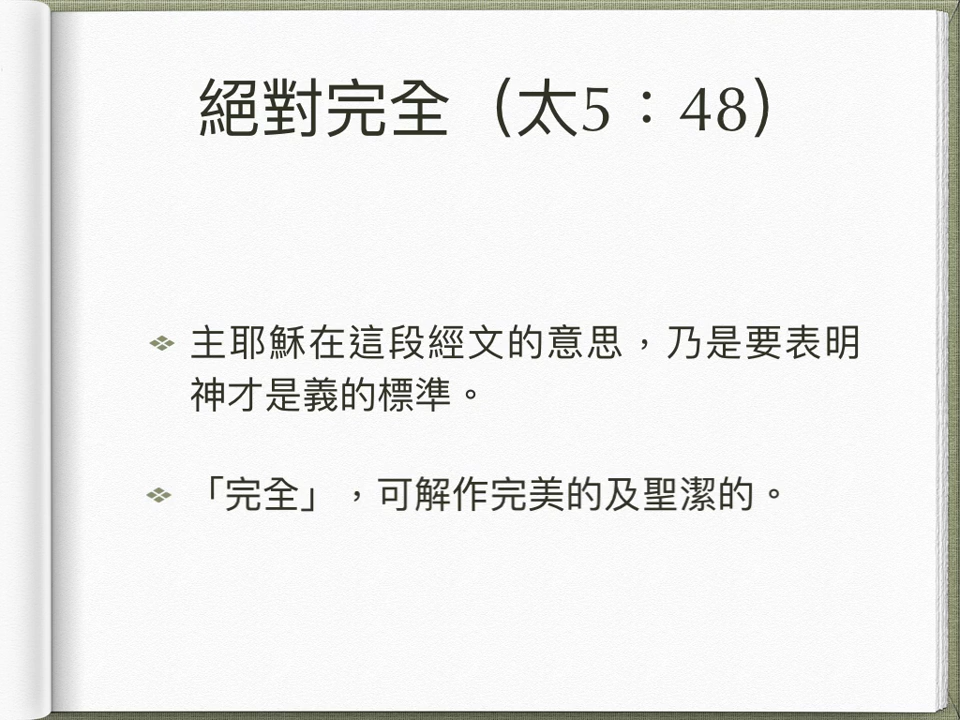 絕對完全（太5：48）
主耶穌在這段經文的意思，乃是要表明
神才是義的標準。
「完全」，可解作完美的及聖潔的。